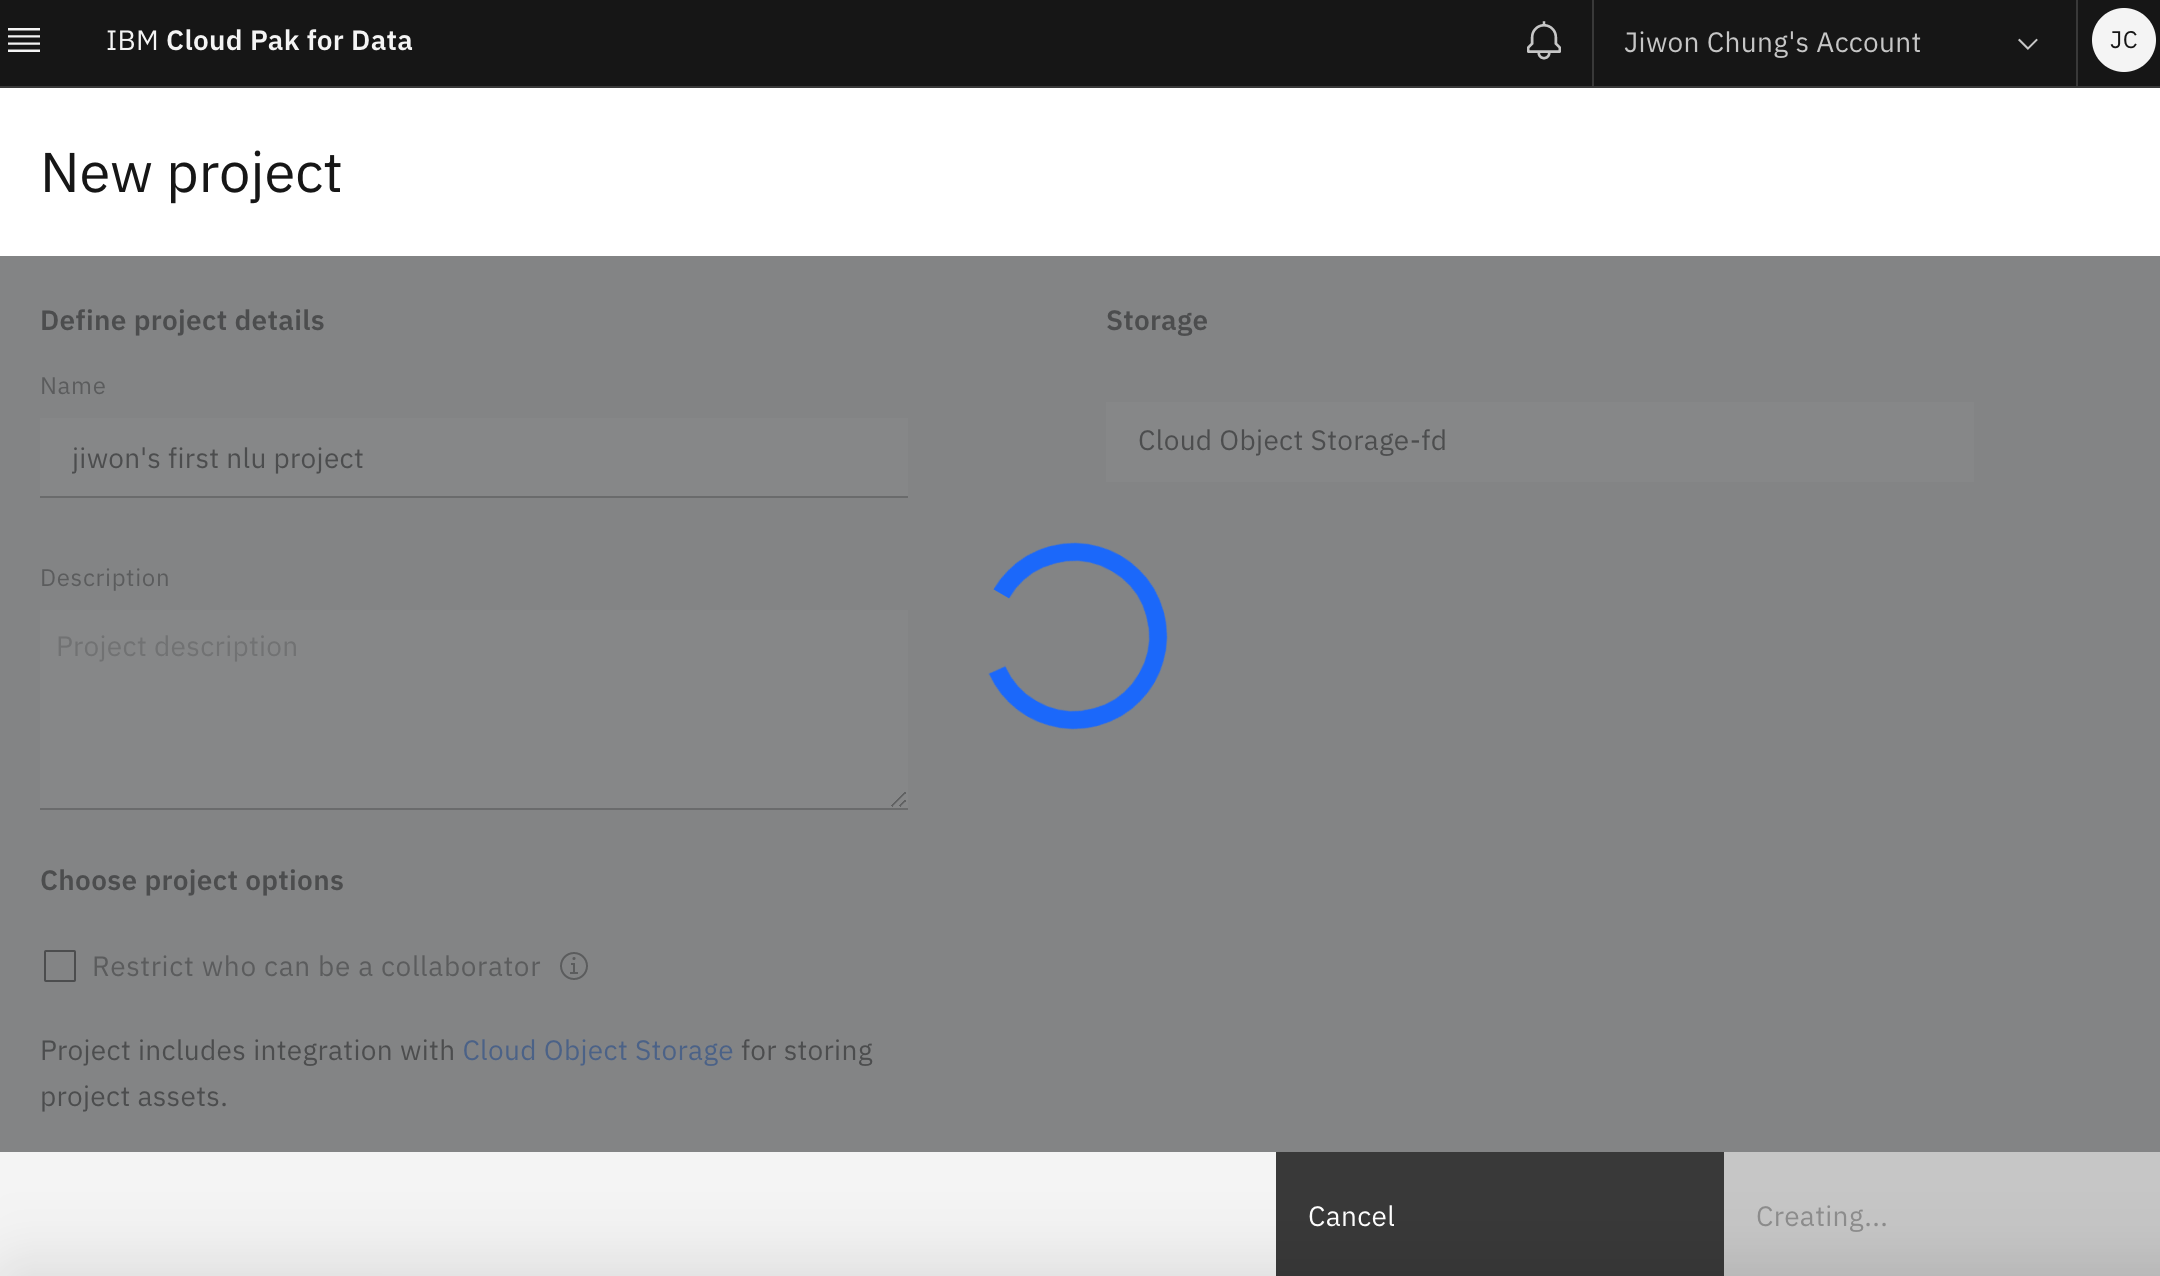 IBM Cloud Pak for Data
Jiwon Chung's Account
JC
New project
Define project details
Name
jiwon's first nlu project
Description
Project description
Choose project options
Restrict who can be a collaborator
Project includes integration with Cloud Object Storage for storing
project assets.
Storage
Cloud Object Storage-fd
Cancel
Creating...